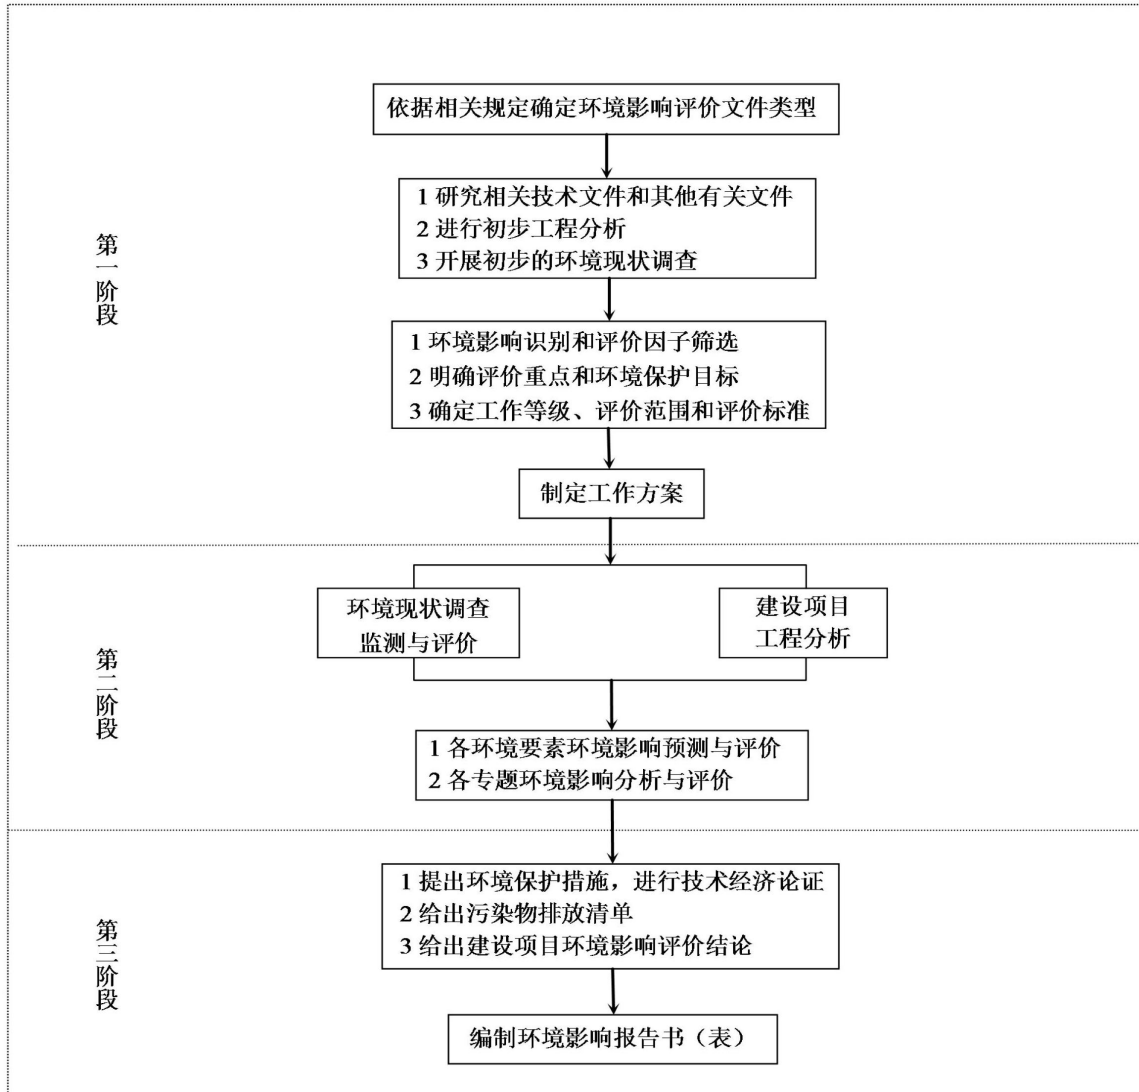 依据相关规定确定环境影响评价文件类型
1 研究相关技术文件和其他有关文件
2 进行初步工程分析
3 开展初步的环境现状调查
第一阶段
1 环境影响识别和评价因子筛选
2 明确评价重点和环境保护目标
3 确定工作等级、评价范围和评价标准
制定工作方案
环境现状调查
监测与评价
建设项目
工程分析
第二阶段
1 各环境要素环境影响预测与评价
2 各专题环境影响分析与评价
1 提出环境保护措施，进行技术经济论证
2 给出污染物排放清单
3 给出建设项目环境影响评价结论
第三阶段
编制环境影响报告书（表）